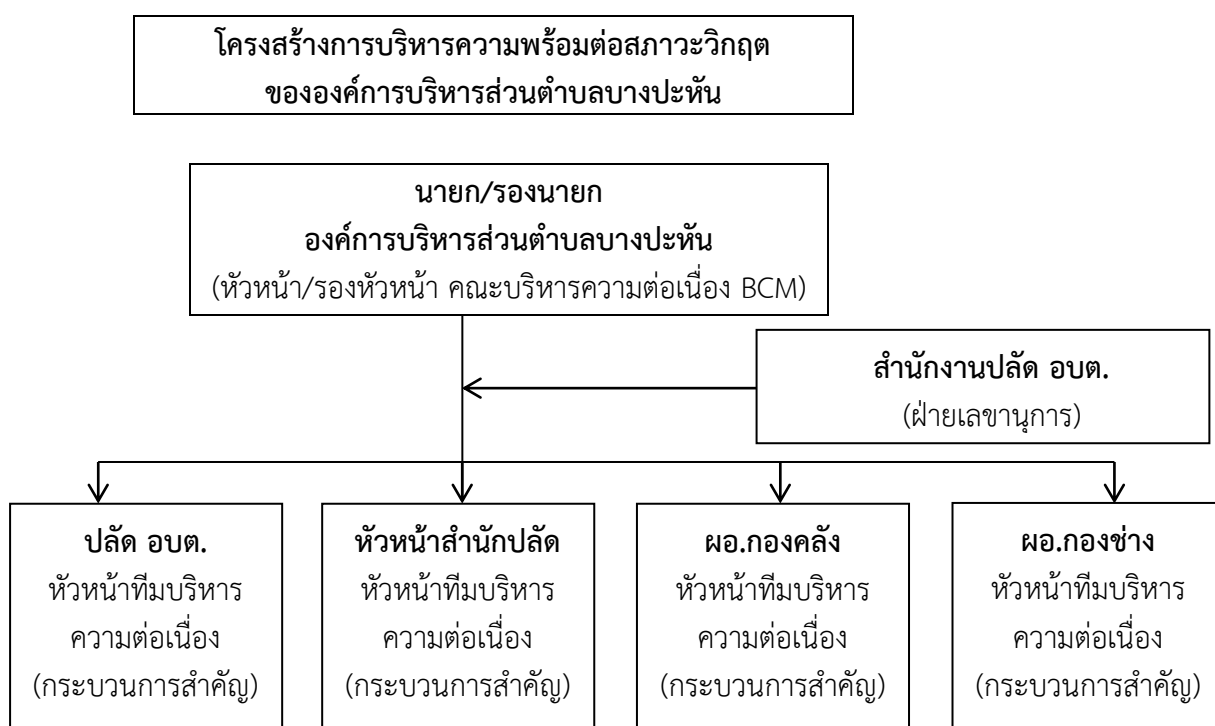 โครงสร้างการบริหารความพร้อมต่อสภาวะวิกฤต
ขององค์การบริหารส่วนตำบลบางปะหัน
นายก/รองนายก
องค์การบริหารส่วนตำบลบางปะหัน
(หัวหน้า/รองหัวหน้า คณะบริหารความต่อเนื่อง BCM)
สำนักงานปลัด อบต.
(ฝ่ายเลขานุการ)
ปลัด อบต.
หัวหน้าทีมบริหาร
ความต่อเนื่อง
(กระบวนการสำคัญ)
หัวหน้าสำนักปลัด
หัวหน้าทีมบริหาร
ความต่อเนื่อง
(กระบวนการสำคัญ)
ผอ.กองคลัง
หัวหน้าทีมบริหาร
ความต่อเนื่อง
(กระบวนการสำคัญ)
ผอ.กองช่าง
หัวหน้าทีมบริหาร
ความต่อเนื่อง
(กระบวนการสำคัญ)